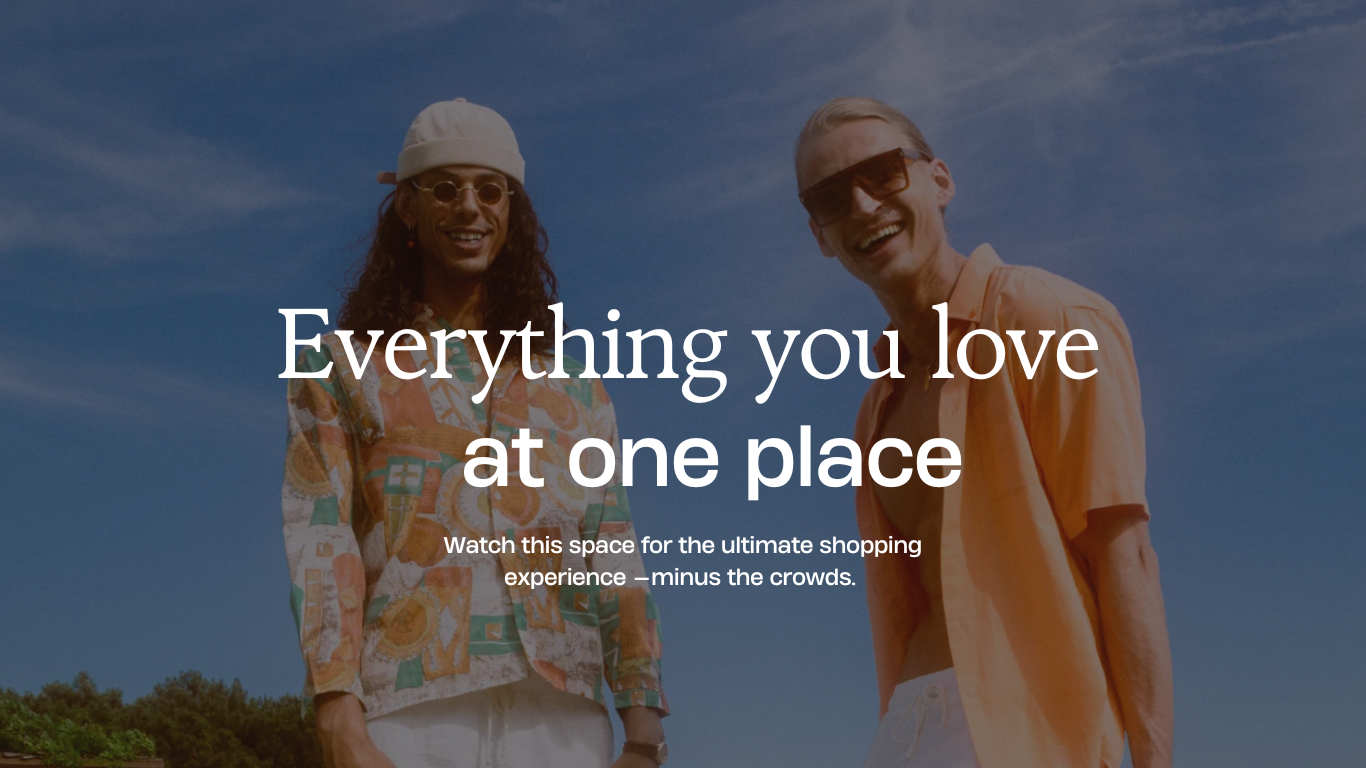 Everything you love
at one place
Watch this space for the ultimate shopping
experience –minus the crowds.